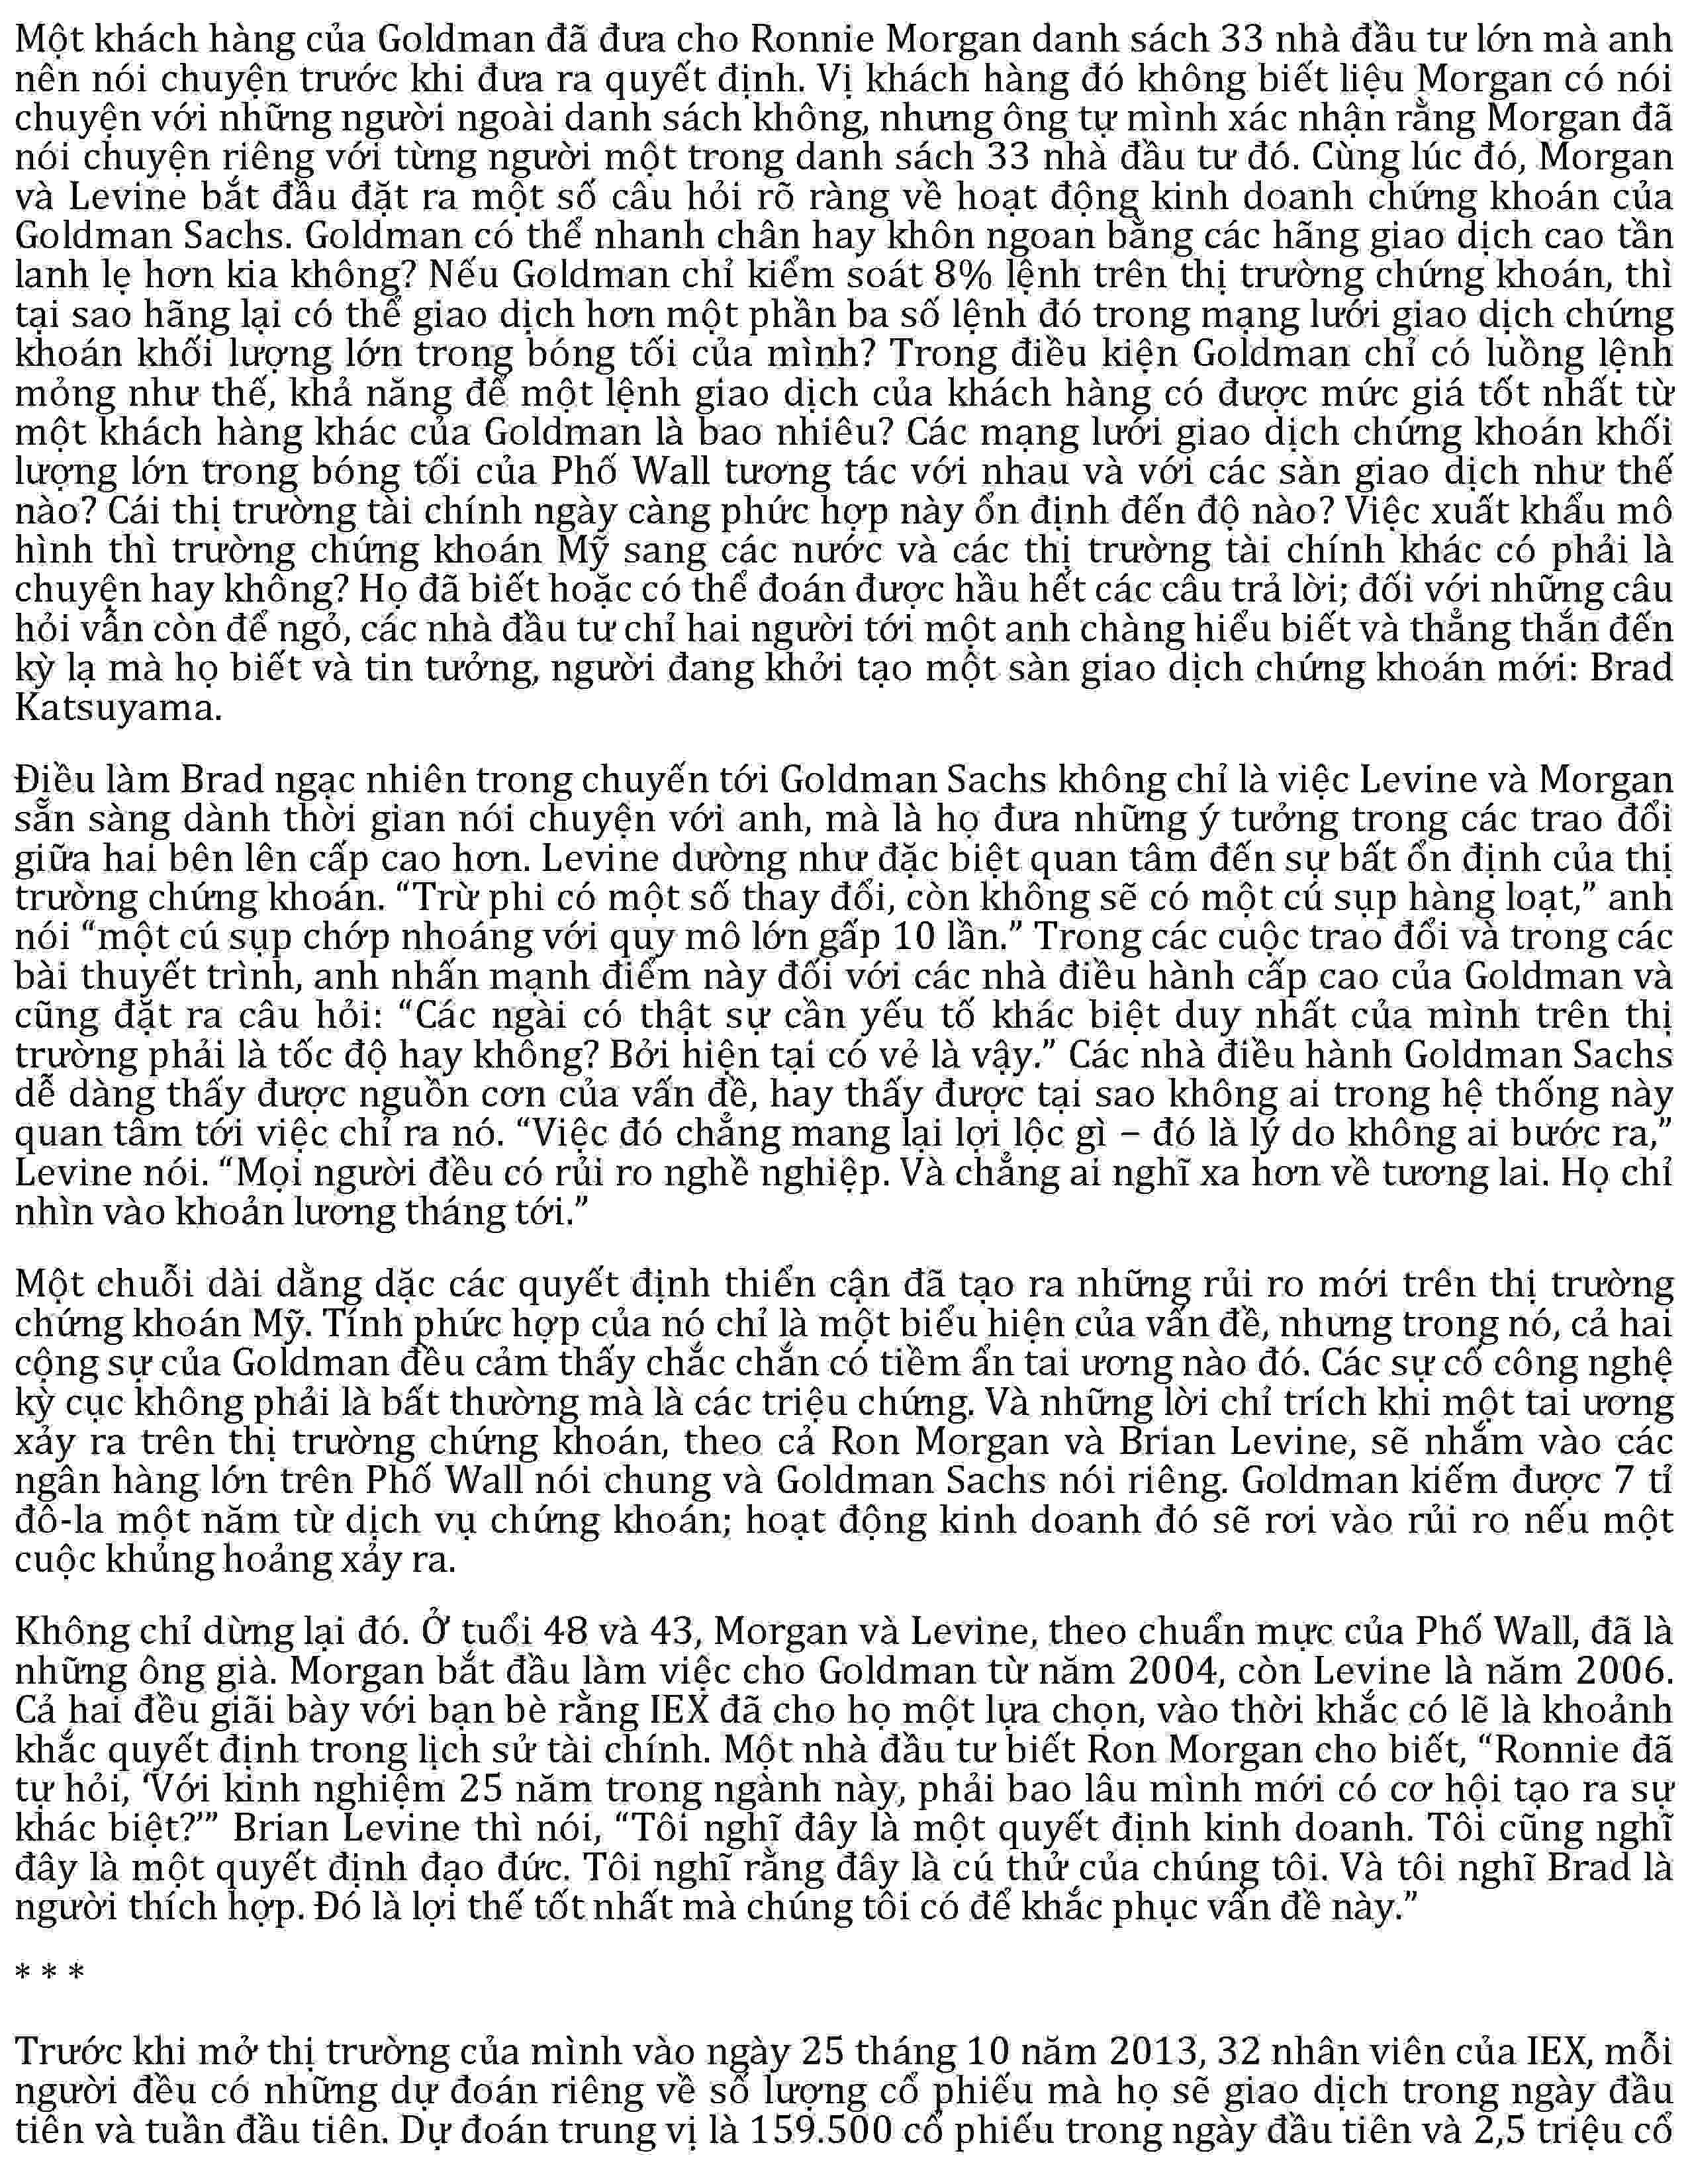 Một khách hàng của Goldman đã đưa cho Ronnie Morgan danh sách 33 nhà đầu tư lớn mà anh
nên nói chuyện trước khi đưa ra quyết định. Vị khách hàng đó không biết liệu Morgan có nói
chuyện với những người ngoài danh sách không, nhưng ông tự mình xác nhận rằng Morgan đã
nói chuyện riêng với từng người một trong danh sách 33 nhà đầu tư đó. Cùng lúc đó, Morgan
và Levine bắt đầu đặt ra một số câu hỏi rõ ràng về hoạt động kinh doanh chứng khoán của
Goldman Sachs. Goldman có thể nhanh chân hay khôn ngoan bằng các hãng giao dịch cao tần
lanh lẹ hơn kia không? Nếu Goldman chỉ kiểm soát 8% lệnh trên thị trường chứng khoán, thì
tại sao hãng lại có thể giao dịch hơn một phần ba số lệnh đó trong mạng lưới giao dịch chứng
khoán khối lượng lớn trong bóng tối của mình? Trong điều kiện Goldman chỉ có luồng lệnh
mỏng như thế, khả năng để một lệnh giao dịch của khách hàng có được mức giá tốt nhất từ
một khách hàng khác của Goldman là bao nhiêu? Các mạng lưới giao dịch chứng khoán khối
lượng lớn trong bóng tối của Phố Wall tương tác với nhau và với các sàn giao dịch như thế
nào? Cái thị trường tài chính ngày càng phức hợp này ổn định đến độ nào? Việc xuất khẩu mô
hình thì trường chứng khoán Mỹ sang các nước và các thị trường tài chính khác có phải là
chuyện hay không? Họ đã biết hoặc có thể đoán được hầu hết các câu trả lời; đối với những câu
hỏi vẫn còn để ngỏ, các nhà đầu tư chỉ hai người tới một anh chàng hiểu biết và thẳng thắn đến
kỳ lạ mà họ biết và tin tưởng, người đang khởi tạo một sàn giao dịch chứng khoán mới: Brad
Katsuyama.
Điều làm Brad ngạc nhiên trong chuyến tới Goldman Sachs không chỉ là việc Levine và Morgan
sẵn sàng dành thời gian nói chuyện với anh, mà là họ đưa những ý tưởng trong các trao đổi
giữa hai bên lên cấp cao hơn. Levine dường như đặc biệt quan tâm đến sự bất ổn định của thị
trường chứng khoán. “Trừ phi có một số thay đổi, còn không sẽ có một cú sụp hàng loạt,” anh
nói “một cú sụp chớp nhoáng với quy mô lớn gấp 10 lần.” Trong các cuộc trao đổi và trong các
bài thuyết trình, anh nhấn mạnh điểm này đối với các nhà điều hành cấp cao của Goldman và
cũng đặt ra câu hỏi: “Các ngài có thật sự cần yếu tố khác biệt duy nhất của mình trên thị
trường phải là tốc độ hay không? Bởi hiện tại có vẻ là vậy.” Các nhà điều hành Goldman Sachs
dễ dàng thấy được nguồn cơn của vấn đề, hay thấy được tại sao không ai trong hệ thống này
quan tâm tới việc chỉ ra nó. “Việc đó chẳng mang lại lợi lộc gì – đó là lý do không ai bước ra,”
Levine nói. “Mọi người đều có rủi ro nghề nghiệp. Và chẳng ai nghĩ xa hơn về tương lai. Họ chỉ
nhìn vào khoản lương tháng tới.”
Một chuỗi dài dằng dặc các quyết định thiển cận đã tạo ra những rủi ro mới trên thị trường
chứng khoán Mỹ. Tính phức hợp của nó chỉ là một biểu hiện của vấn đề, nhưng trong nó, cả hai
cộng sự của Goldman đều cảm thấy chắc chắn có tiềm ẩn tai ương nào đó. Các sự cố công nghệ
kỳ cục không phải là bất thường mà là các triệu chứng. Và những lời chỉ trích khi một tai ương
xảy ra trên thị trường chứng khoán, theo cả Ron Morgan và Brian Levine, sẽ nhắm vào các
ngân hàng lớn trên Phố Wall nói chung và Goldman Sachs nói riêng. Goldman kiếm được 7 tỉ
đô-la một năm từ dịch vụ chứng khoán; hoạt động kinh doanh đó sẽ rơi vào rủi ro nếu một
cuộc khủng hoảng xảy ra.
Không chỉ dừng lại đó. Ở tuổi 48 và 43, Morgan và Levine, theo chuẩn mực của Phố Wall, đã là
những ông già. Morgan bắt đầu làm việc cho Goldman từ năm 2004, còn Levine là năm 2006.
Cả hai đều giãi bày với bạn bè rằng IEX đã cho họ một lựa chọn, vào thời khắc có lẽ là khoảnh
khắc quyết định trong lịch sử tài chính. Một nhà đầu tư biết Ron Morgan cho biết, “Ronnie đã
tự hỏi, ‘Với kinh nghiệm 25 năm trong ngành này, phải bao lâu mình mới có cơ hội tạo ra sự
khác biệt?’” Brian Levine thì nói, “Tôi nghĩ đây là một quyết định kinh doanh. Tôi cũng nghĩ
đây là một quyết định đạo đức. Tôi nghĩ rằng đây là cú thử của chúng tôi. Và tôi nghĩ Brad là
người thích hợp. Đó là lợi thế tốt nhất mà chúng tôi có để khắc phục vấn đề này.”
* * *
Trước khi mở thị trường của mình vào ngày 25 tháng 10 năm 2013, 32 nhân viên của IEX, mỗi
người đều có những dự đoán riêng về số lượng cổ phiếu mà họ sẽ giao dịch trong ngày đầu
tiên và tuần đầu tiên. Dự đoán trung vị là 159.500 cổ phiếu trong ngày đầu tiên và 2,5 triệu cổ